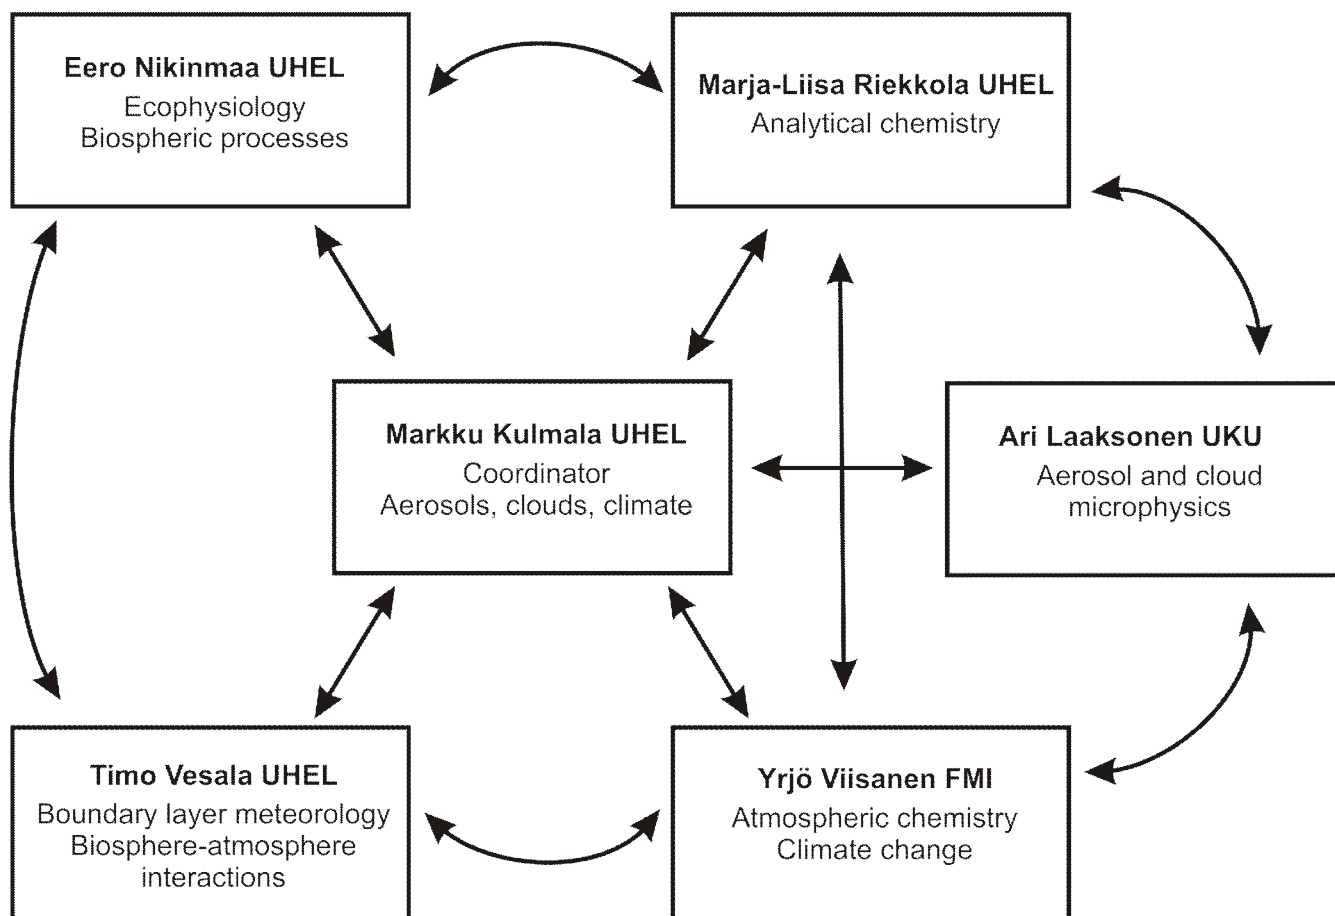 Eero Nikinmaa UHEL
Ecophysiology
Biospheric processes
Marja-Liisa Riekkola UHEL
Analytical chemistry
Markku Kulmala UHEL
Coordinator
Aerosols, clouds, climate
Ari Laaksonen UKU
Aerosol and cloud
microphysics
Timo Vesala UHEL
Boundary layer meteorology
Biosphere-atmosphere
interactions
Yrjö Viisanen FMI
Atmospheric chemistry
Climate change